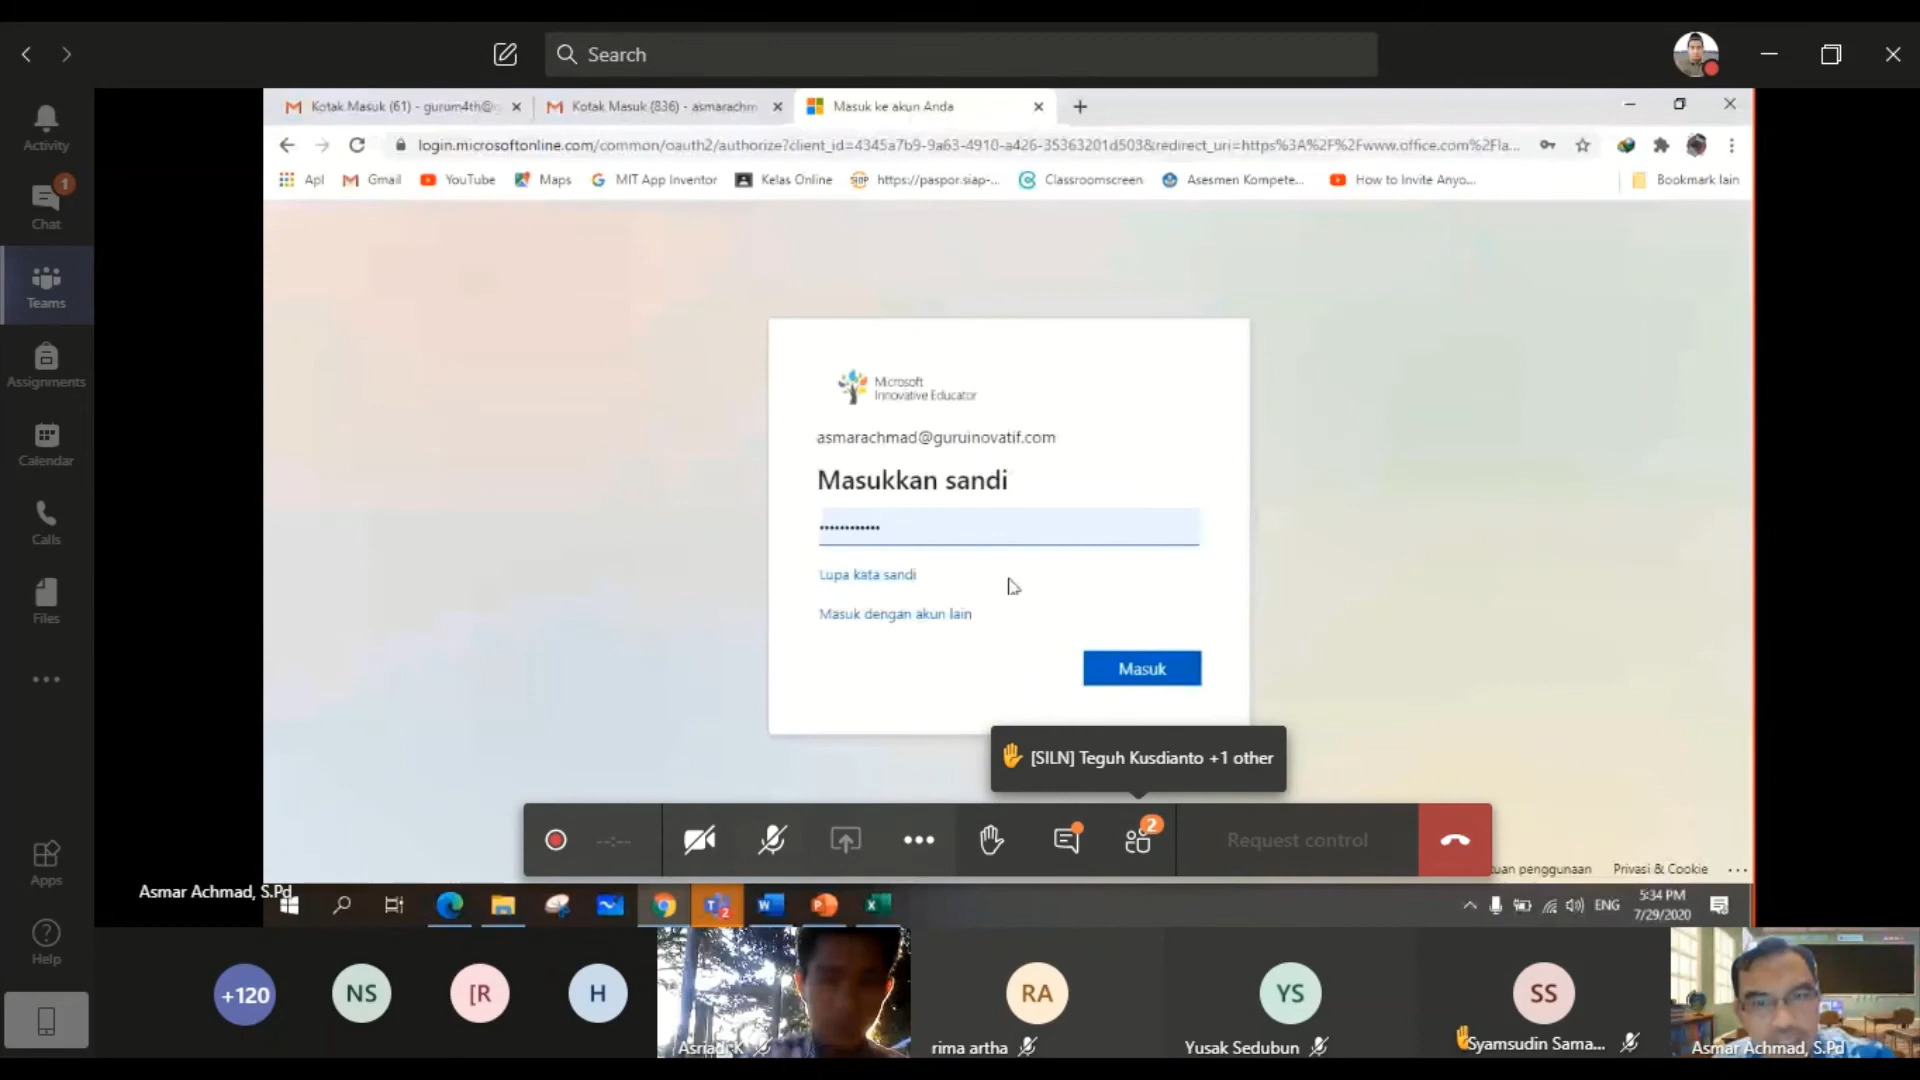 Search
Activity
1
Chat
Teams
Assignments
Calendar
Calls
Files
Apps
Help
Kotak Masuk (61) - gurum4th@
Kotak Masuk (836) - asmarachm
Masuk ke akun Anda
login.microsoftonline.com/common/oauth2/authorize?client_id=4345a7b9-9a63-4910-a426-35363201d503&redirect_uri=https%3A%2F%2Fwww.office.com%2Fla...
Apl
Gmail
YouTube
Maps
MIT App Inventor
Kelas Online
https://paspor.siap-...
Classroomscreen
Asesmen Kompete...
How to Invite Anyo...
Bookmark lain
Microsoft
Innovative Educator
asmarachmad@guruinovatif.com
Masukkan sandi
Lupa kata sandi
Masuk dengan akun lain
Masuk
[SILN] Teguh Kusdianto +1 other
--:--
2
Request control
tuan penggunaan
Privasi & Cookie
Asmar Achmad, S.Pd
2
ENG
5:34 PM
7/29/2020
+120
NS
[R
H
Asriadi K
RA
rima artha
YS
Yusak Sedubun
SS
Syamsudin Sama...
Asmar Achmad, S.Pd